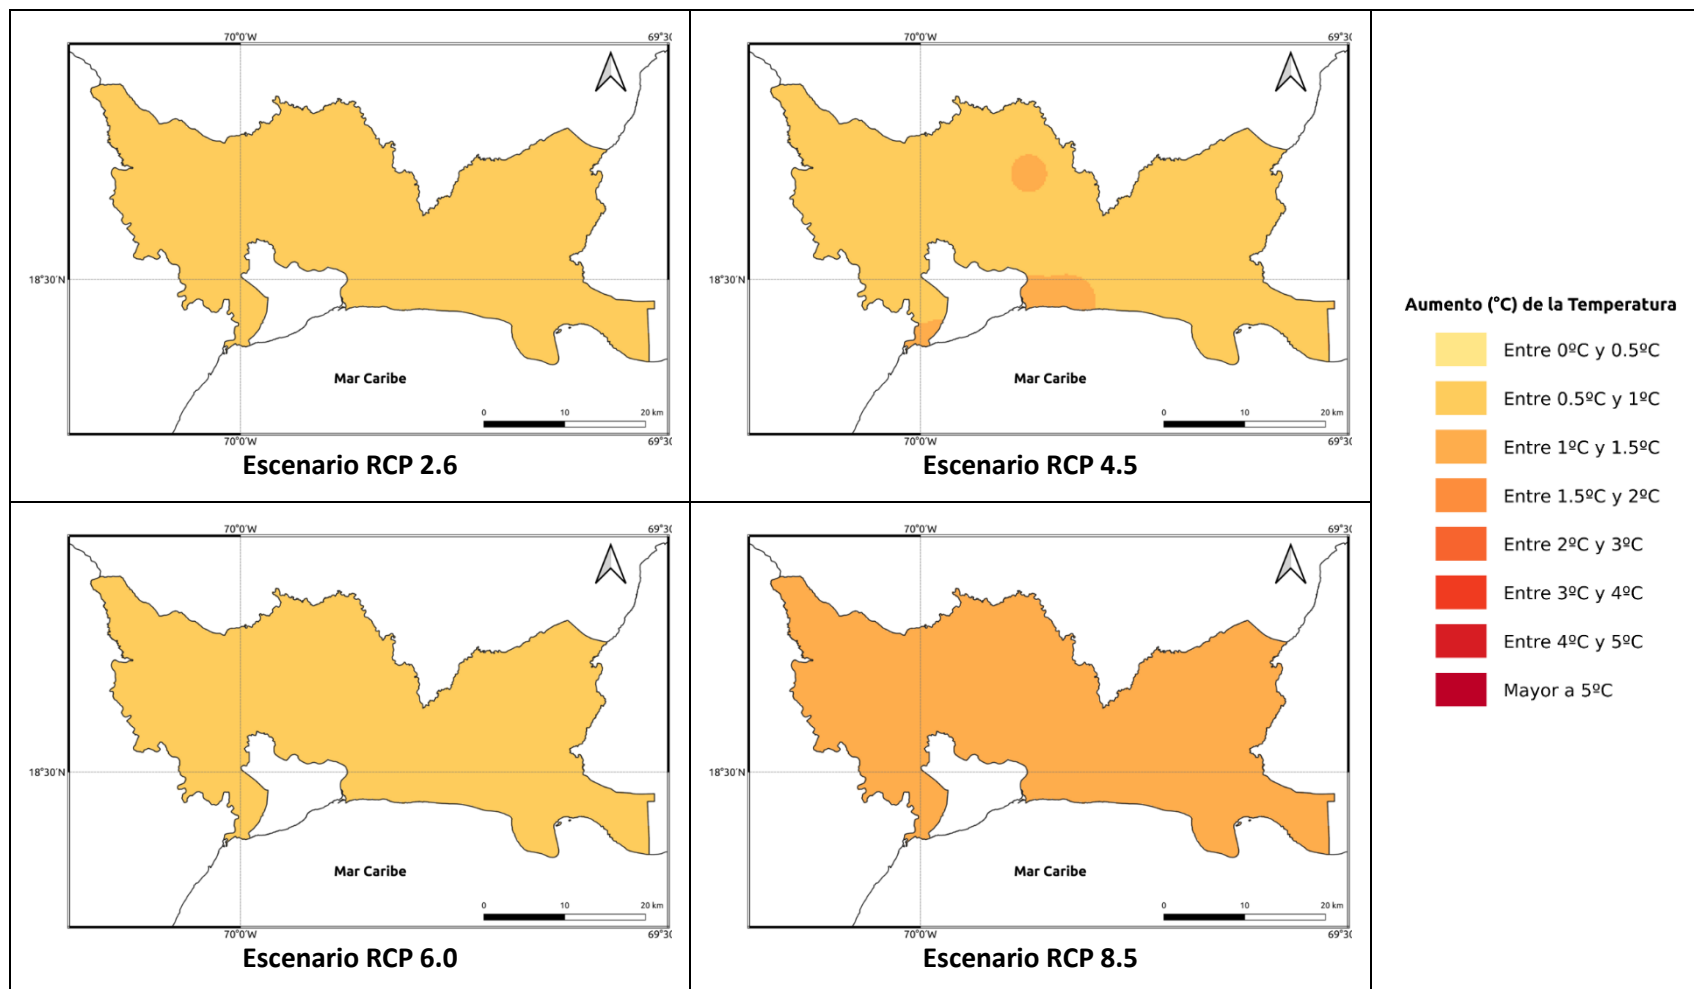 70°0'W
69°30
18°30'N
Mar Caribe
0 10 20 km
70°0'W
69°30
Escenario RCP 2.6
70°0'W
69°30
18°30'N
Mar Caribe
0 10 20 km
70°0'W
69°30
Escenario RCP 4.5
70°0'W
69°30
18°30'N
Mar Caribe
0 10 20 km
70°0'W
69°30
Escenario RCP 6.0
70°0'W
69°30
18°30'N
Mar Caribe
0 10 20 km
70°0'W
69°30
Escenario RCP 8.5
Aumento (°C) de la Temperatura
Entre 0ºC y 0.5ºC
Entre 0.5ºC y 1ºC
Entre 1ºC y 1.5ºC
Entre 1.5ºC y 2ºC
Entre 2ºC y 3ºC
Entre 3ºC y 4ºC
Entre 4ºC y 5ºC
Mayor a 5ºC